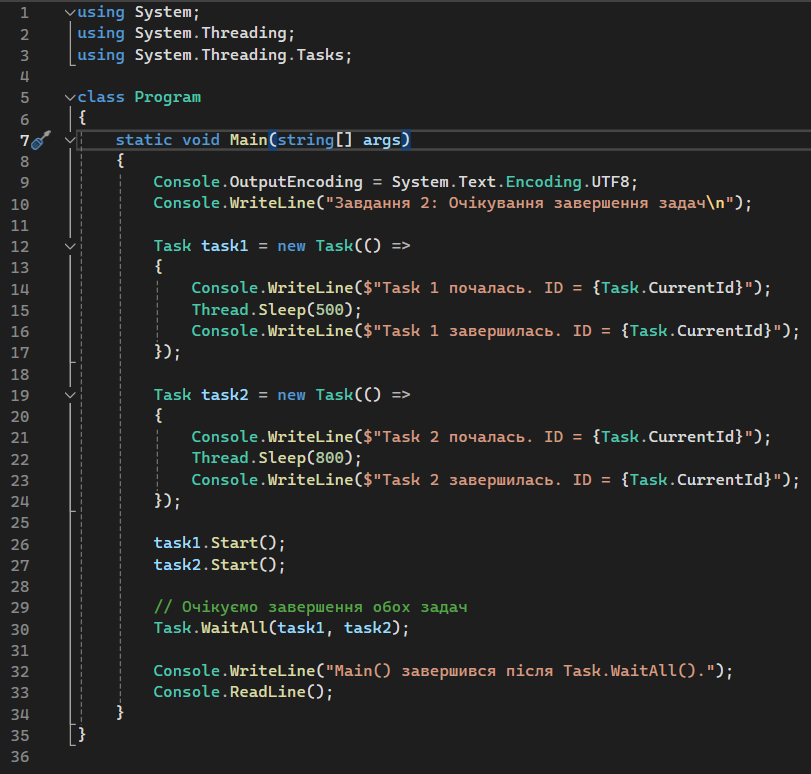 1 using System;
2 using System.Threading;
3 using System.Threading.Tasks;
4
5 class Program
6 {
7     static void Main(string[] args)
8     {
9         Console.OutputEncoding = System.Text.Encoding.UTF8;
10         Console.WriteLine("Завдання 2: Очікування завершення задач\n");
11
12         Task task1 = new Task(() =>
13         {
14             Console.WriteLine($"Task 1 почалась. ID = {Task.CurrentId}");
15             Thread.Sleep(500);
16             Console.WriteLine($"Task 1 завершилась. ID = {Task.CurrentId}");
17         });
18
19         Task task2 = new Task(() =>
20         {
21             Console.WriteLine($"Task 2 почалась. ID = {Task.CurrentId}");
22             Thread.Sleep(800);
23             Console.WriteLine($"Task 2 завершилась. ID = {Task.CurrentId}");
24         });
25
26         task1.Start();
27         task2.Start();
28
29         // Очікуємо завершення обох задач
30         Task.WaitAll(task1, task2);
31
32         Console.WriteLine("Main() завершився після Task.WaitAll().");
33         Console.ReadLine();
34     }
35 }
36